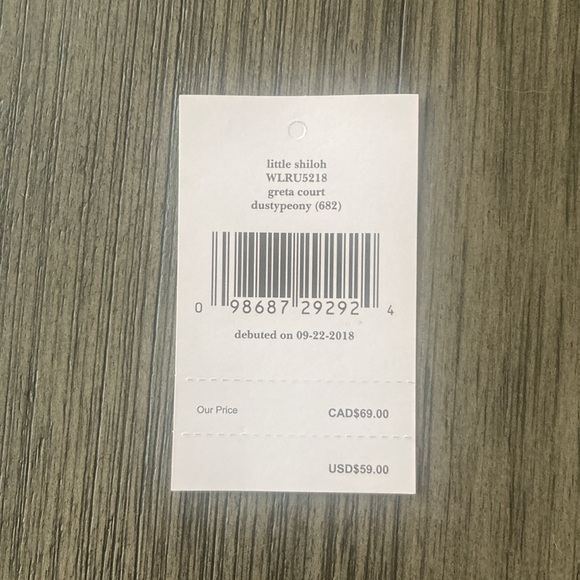 little shiloh
WLRU5218
greta court
dustypeony (682)
0 98687 29292 4
debuted on 09-22-2018
Our Price CAD$69.00
USD$59.00